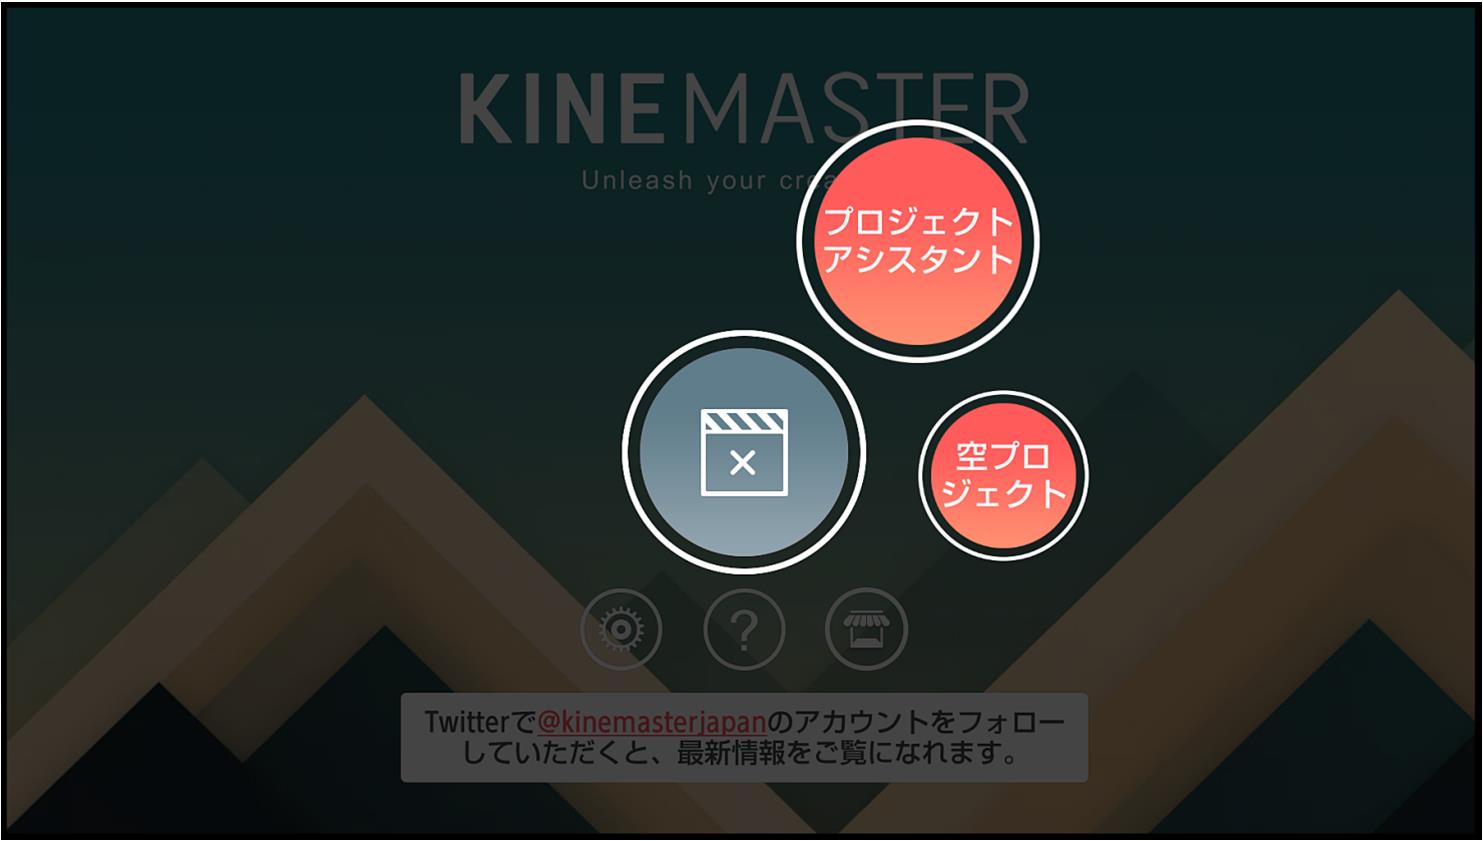 KINEMASTER
Unleash your crea
プロジェクト
アシスタント
空プロ
ジェクト
?
Twitterで@kinemasterjapanのアカウントをフォロー
していただくと、最新情報をご覧になれます。